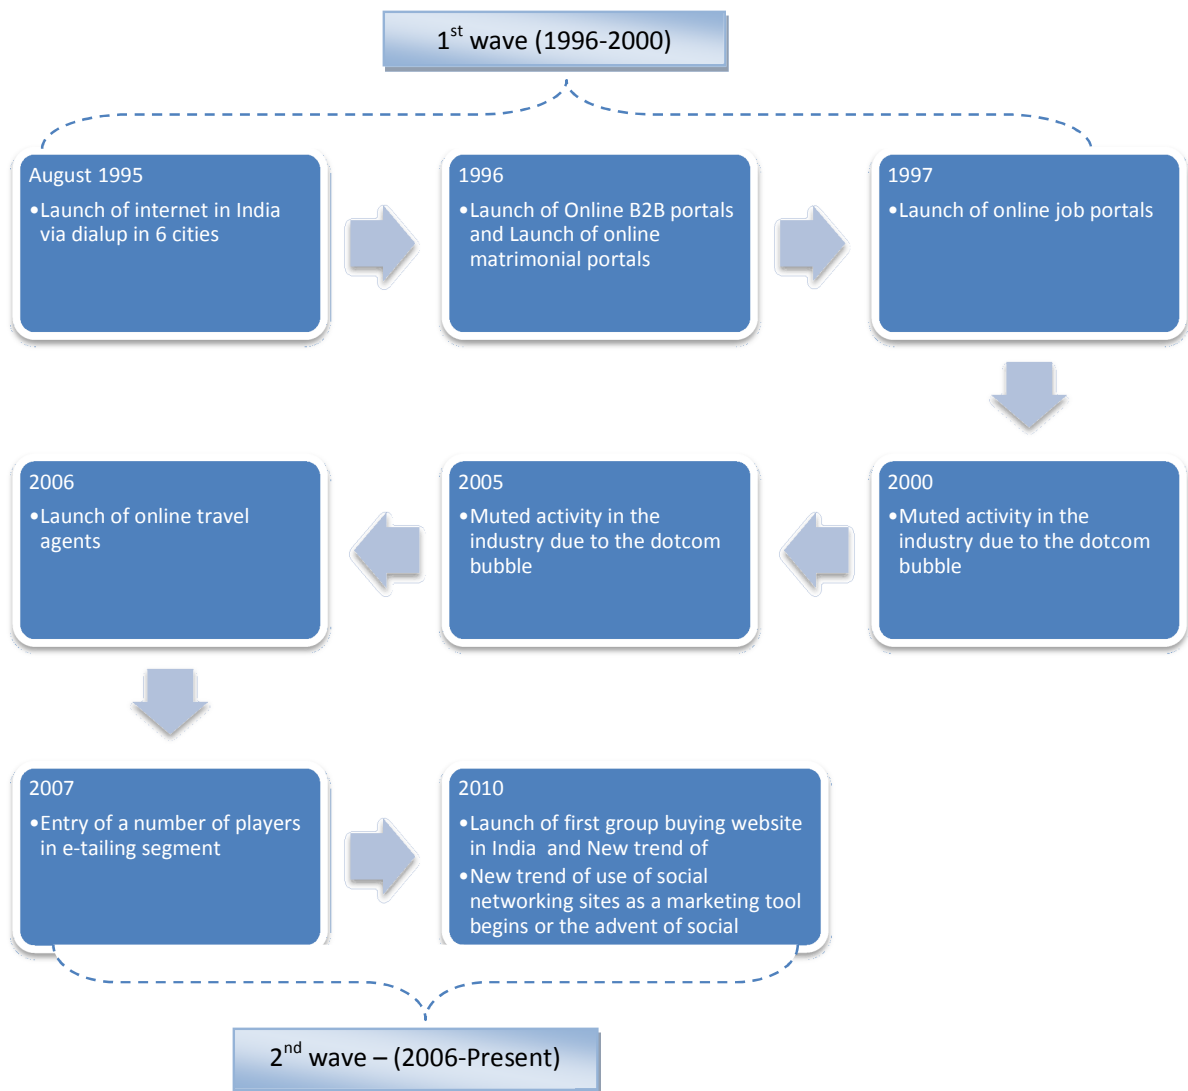 1st wave (1996-2000)
August 1995
•Launch of internet in India
via dialup in 6 cities
1996
•Launch of Online B2B portals
and Launch of online
matrimonial portals
1997
•Launch of online job portals
2000
•Muted activity in the
industry due to the dotcom
bubble
2005
•Muted activity in the
industry due to the dotcom
bubble
2006
•Launch of online travel
agents
2007
•Entry of a number of players
in e-tailing segment
2010
•Launch of first group buying website
in India  and New trend of
•New trend of use of social
networking sites as a marketing tool
begins or the advent of social
2nd wave – (2006-Present)